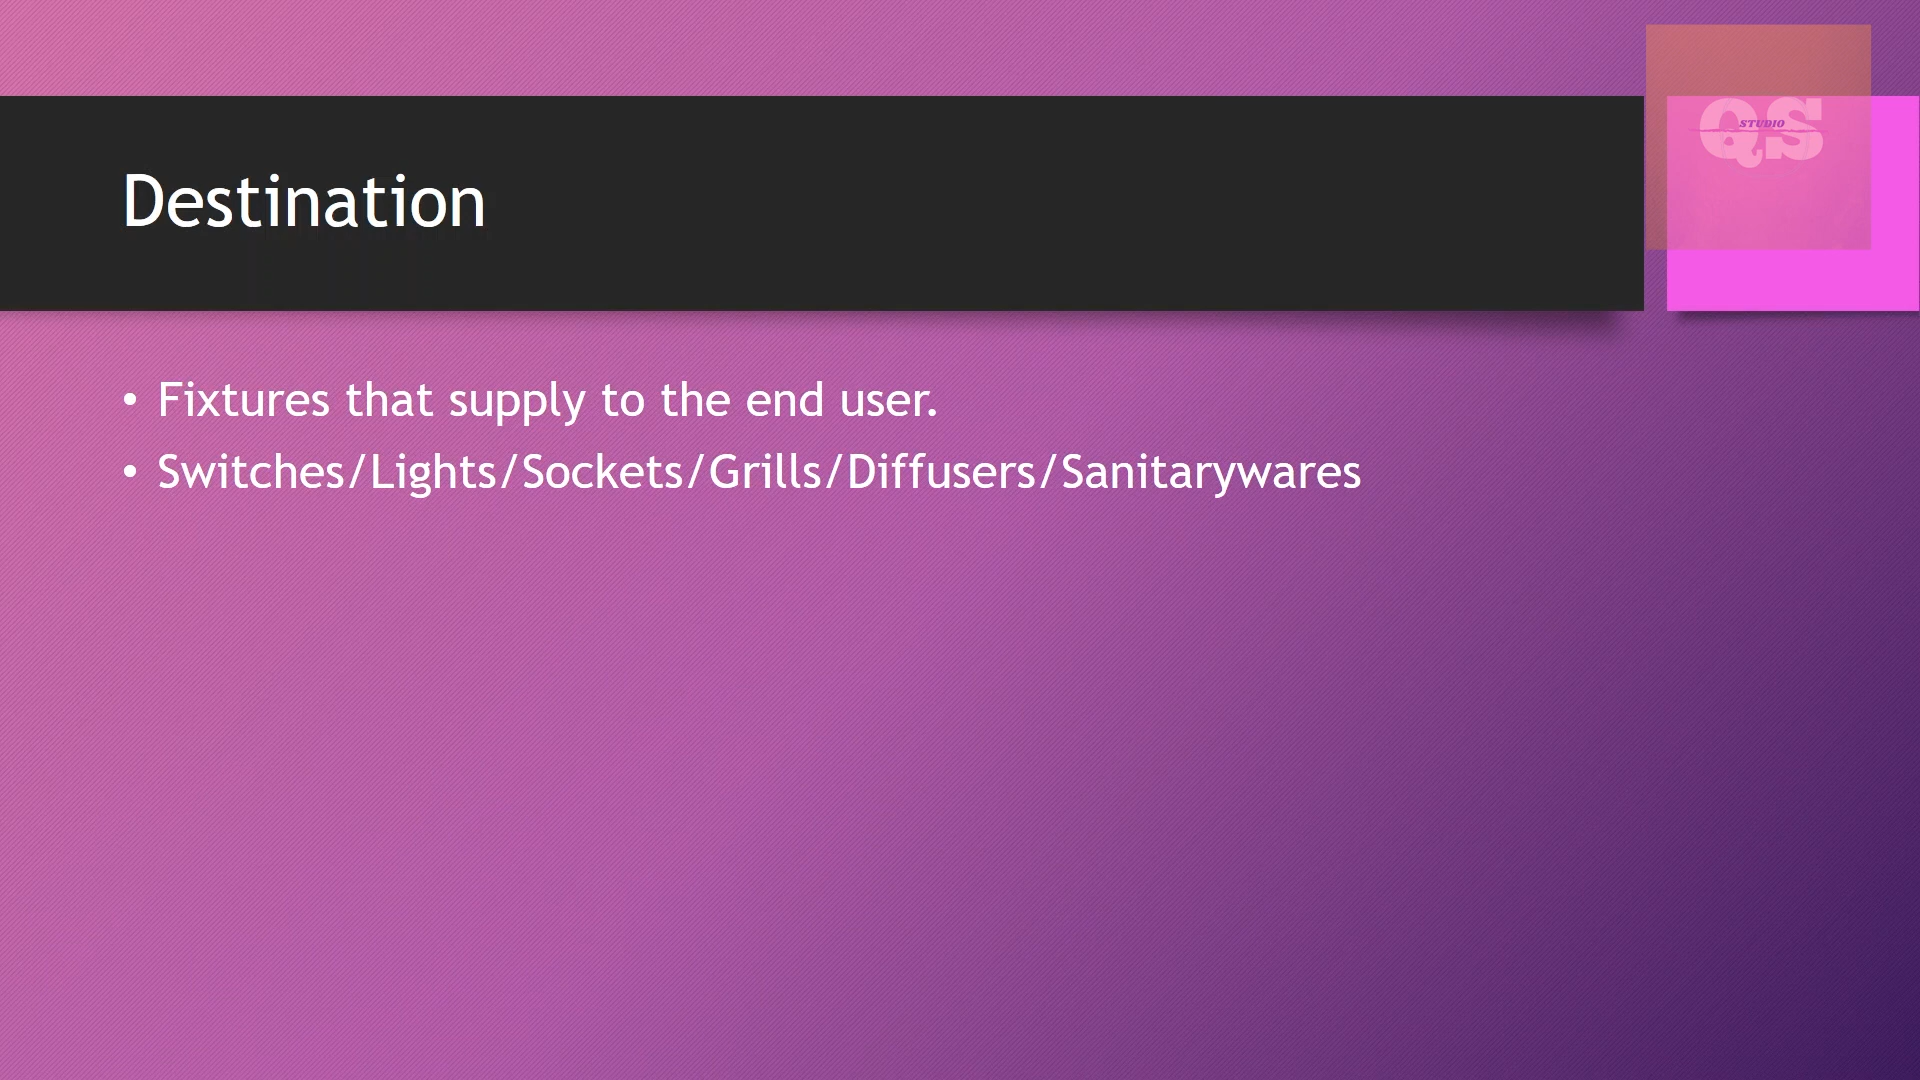 QS
STUDIO
Destination
• Fixtures that supply to the end user.
• Switches/Lights/Sockets/Grills/Diffusers/Sanitarywares